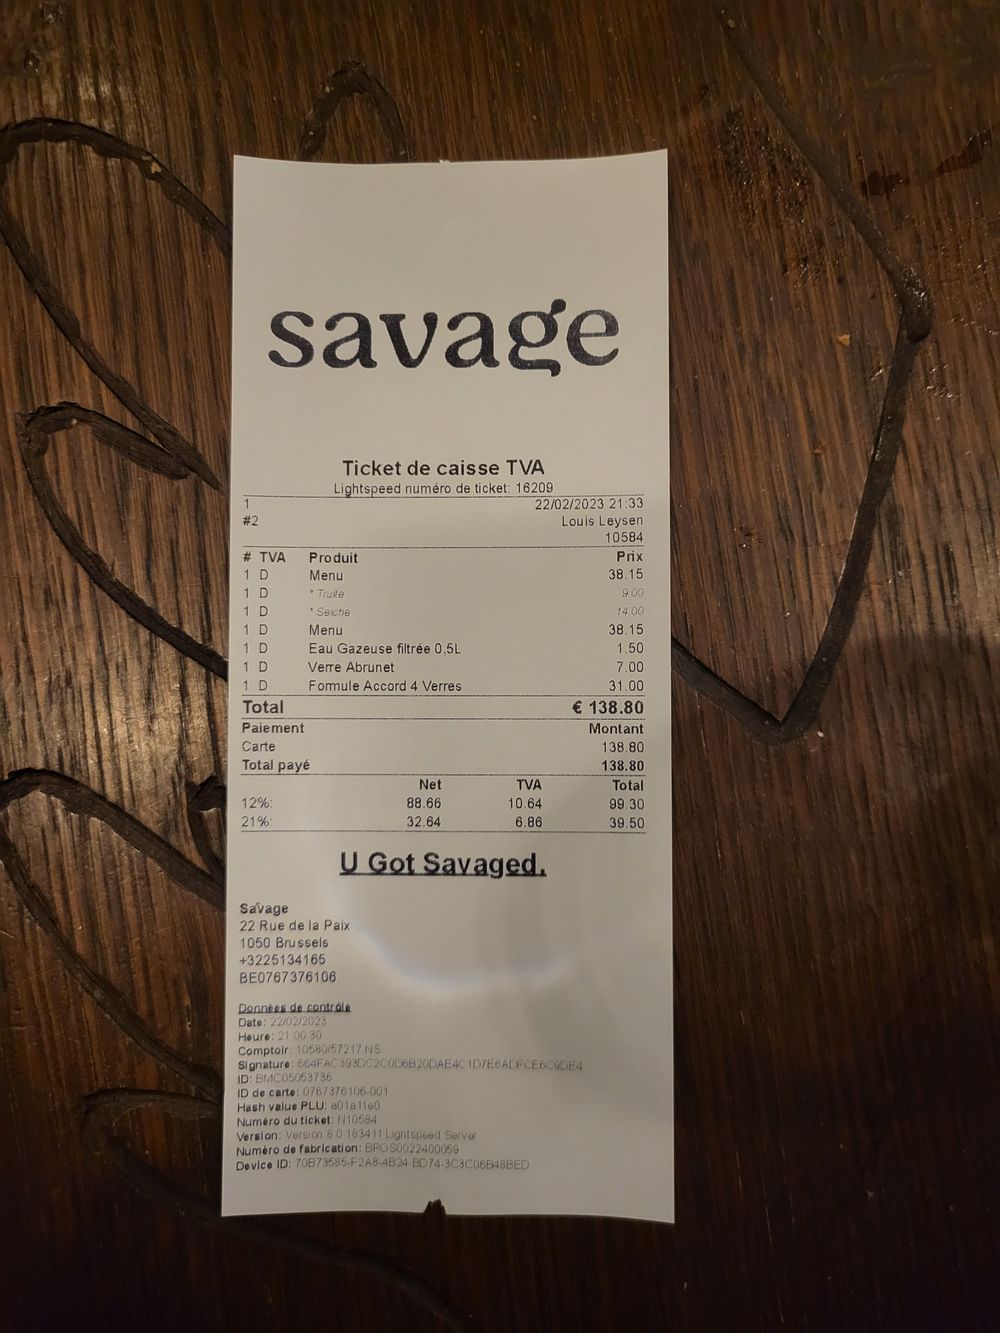 savage
Ticket de caisse TVA
Lightspeed numéro de ticket: 16209
1 22/02/2023 21:33
#2 Louis Leysen
10584
# TVA Produit Prix
1 D Menu 38.15
1 D * Truite 9.00
1 D * Seiche 14.00
1 D Menu 38.15
1 D Eau Gazeuse filtrée 0,5L 1.50
1 D Verre Abrunet 7.00
1 D Formule Accord 4 Verres 31.00
Total € 138.80
Paiement Montant
Carte 138.80
Total payé 138.80
Net TVA Total
12%: 88.66 10.64 99.30
21%: 32.64 6.86 39.50
U Got Savaged.
Savage
22 Rue de la Paix
1050 Brussels
+3225134165
BE0767376106
Données de contrôle
Date: 22/02/2023
Heure: 21:00:30
Comptoir: 10580/57217 NS
Signature: 664FAC393DC2C0D6B20DAE4C1D7E6ADFCE6C9DE4
ID: BMC05053736
ID de carte: 0767376106-001
Hash value PLU: a01a11e0
Numéro du ticket: N10584
Version: Version 6.0.183411 Lightspeed Server
Numéro de fabrication: BPOS0022400059
Device ID: 70B73585-F2A8-4B24-BD74-3C3C06B48BED